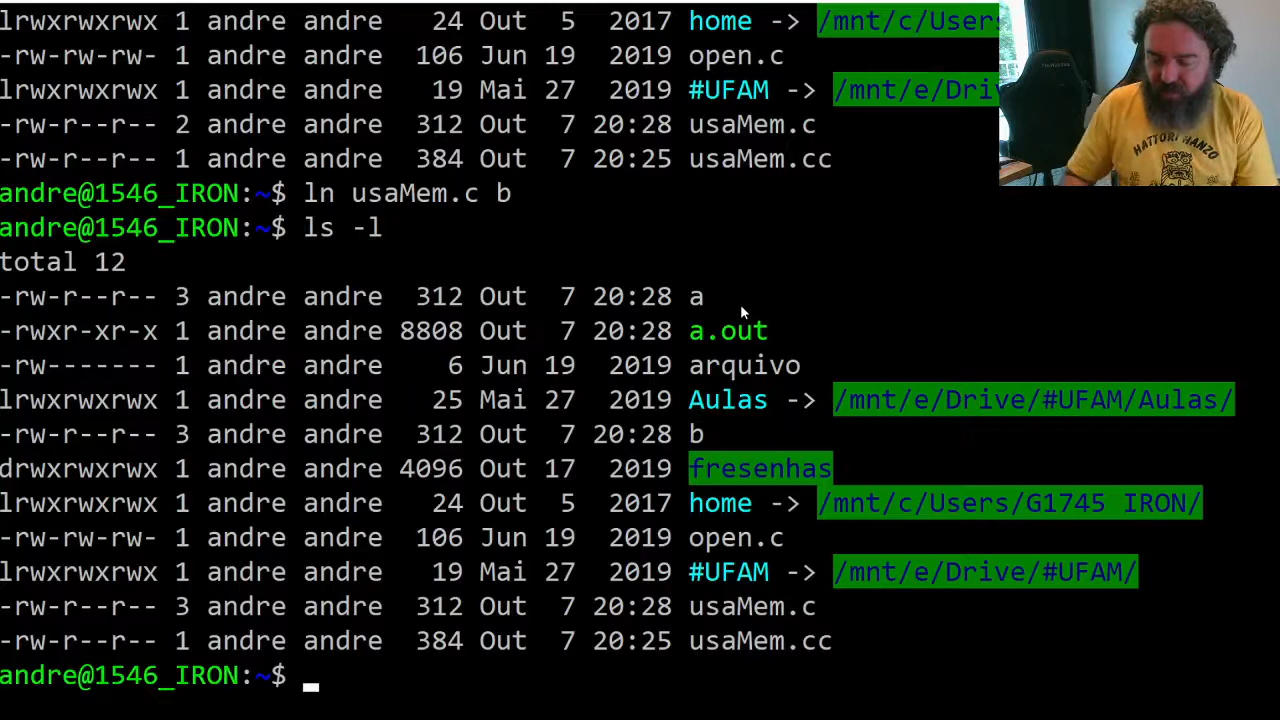 lrwxrwxrwx 1 andre andre 24 Out 5 2017 home -> /mnt/c/Users
-rw-rw-rw- 1 andre andre 106 Jun 19 2019 open.c
lrwxrwxrwx 1 andre andre 19 Mai 27 2019 #UFAM -> /mnt/e/Dri
-rw-r--r-- 2 andre andre 312 Out 7 20:28 usaMem.c
-rw-r--r-- 1 andre andre 384 Out 7 20:25 usaMem.cc
HATTORI HANZO
andre@1546_IRON:~$ ln usaMem.c b
andre@1546_IRON:~$ ls -l
total 12
-rw-r--r-- 3 andre andre 312 Out 7 20:28 a
-rwxr-xr-x 1 andre andre 8808 Out 7 20:28 a.out
-rw------- 1 andre andre 6 Jun 19 2019 arquivo
lrwxrwxrwx 1 andre andre 25 Mai 27 2019 Aulas -> /mnt/e/Drive/#UFAM/Aulas/
-rw-r--r-- 3 andre andre 312 Out 7 20:28 b
drwxrwxrwx 1 andre andre 4096 Out 17 2019 fresenhas
lrwxrwxrwx 1 andre andre 24 Out 5 2017 home -> /mnt/c/Users/G1745 IRON/
-rw-rw-rw- 1 andre andre 106 Jun 19 2019 open.c
lrwxrwxrwx 1 andre andre 19 Mai 27 2019 #UFAM -> /mnt/e/Drive/#UFAM/
-rw-r--r-- 3 andre andre 312 Out 7 20:28 usaMem.c
-rw-r--r-- 1 andre andre 384 Out 7 20:25 usaMem.cc
andre@1546_IRON:~$